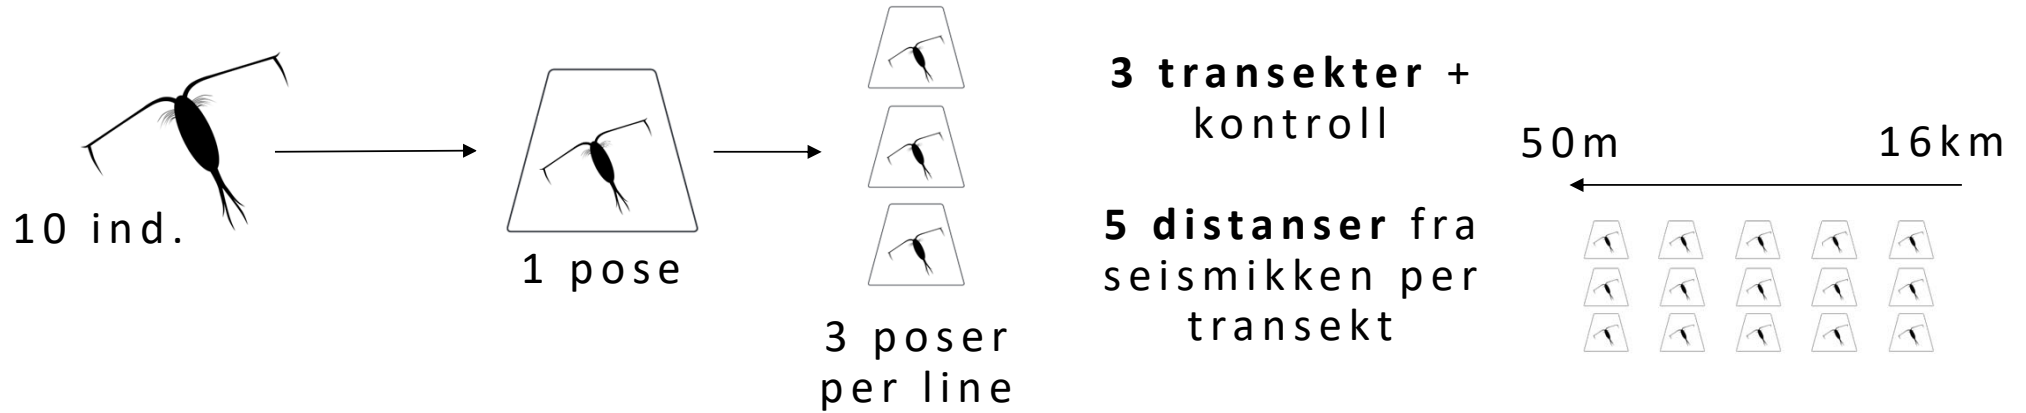 10 ind.
1 pose
3 poser
per line
3 transekter +
kontroll
5 distanser fra
seismikken per
transekt
50m
16km